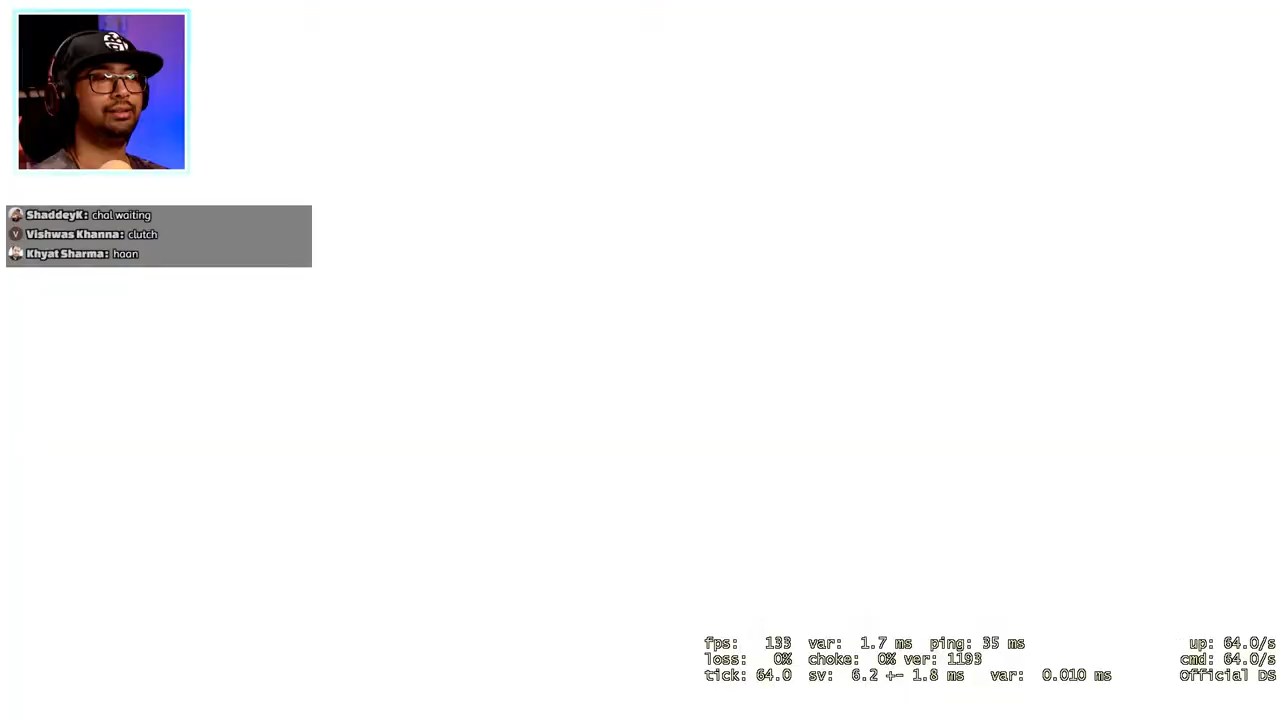 ShaddeyK: chal waiting
V Vishwas Khanna: clutch
Khyat Sharma: haan
fps: 133 var: 1.7 ms ping: 35 ms up: 64.0/s
loss: 0% choke: 0% ver: 1193 cmd: 64.0/s
tick: 64.0 sv: 6.2 +- 1.8 ms var: 0.010 ms Official DS